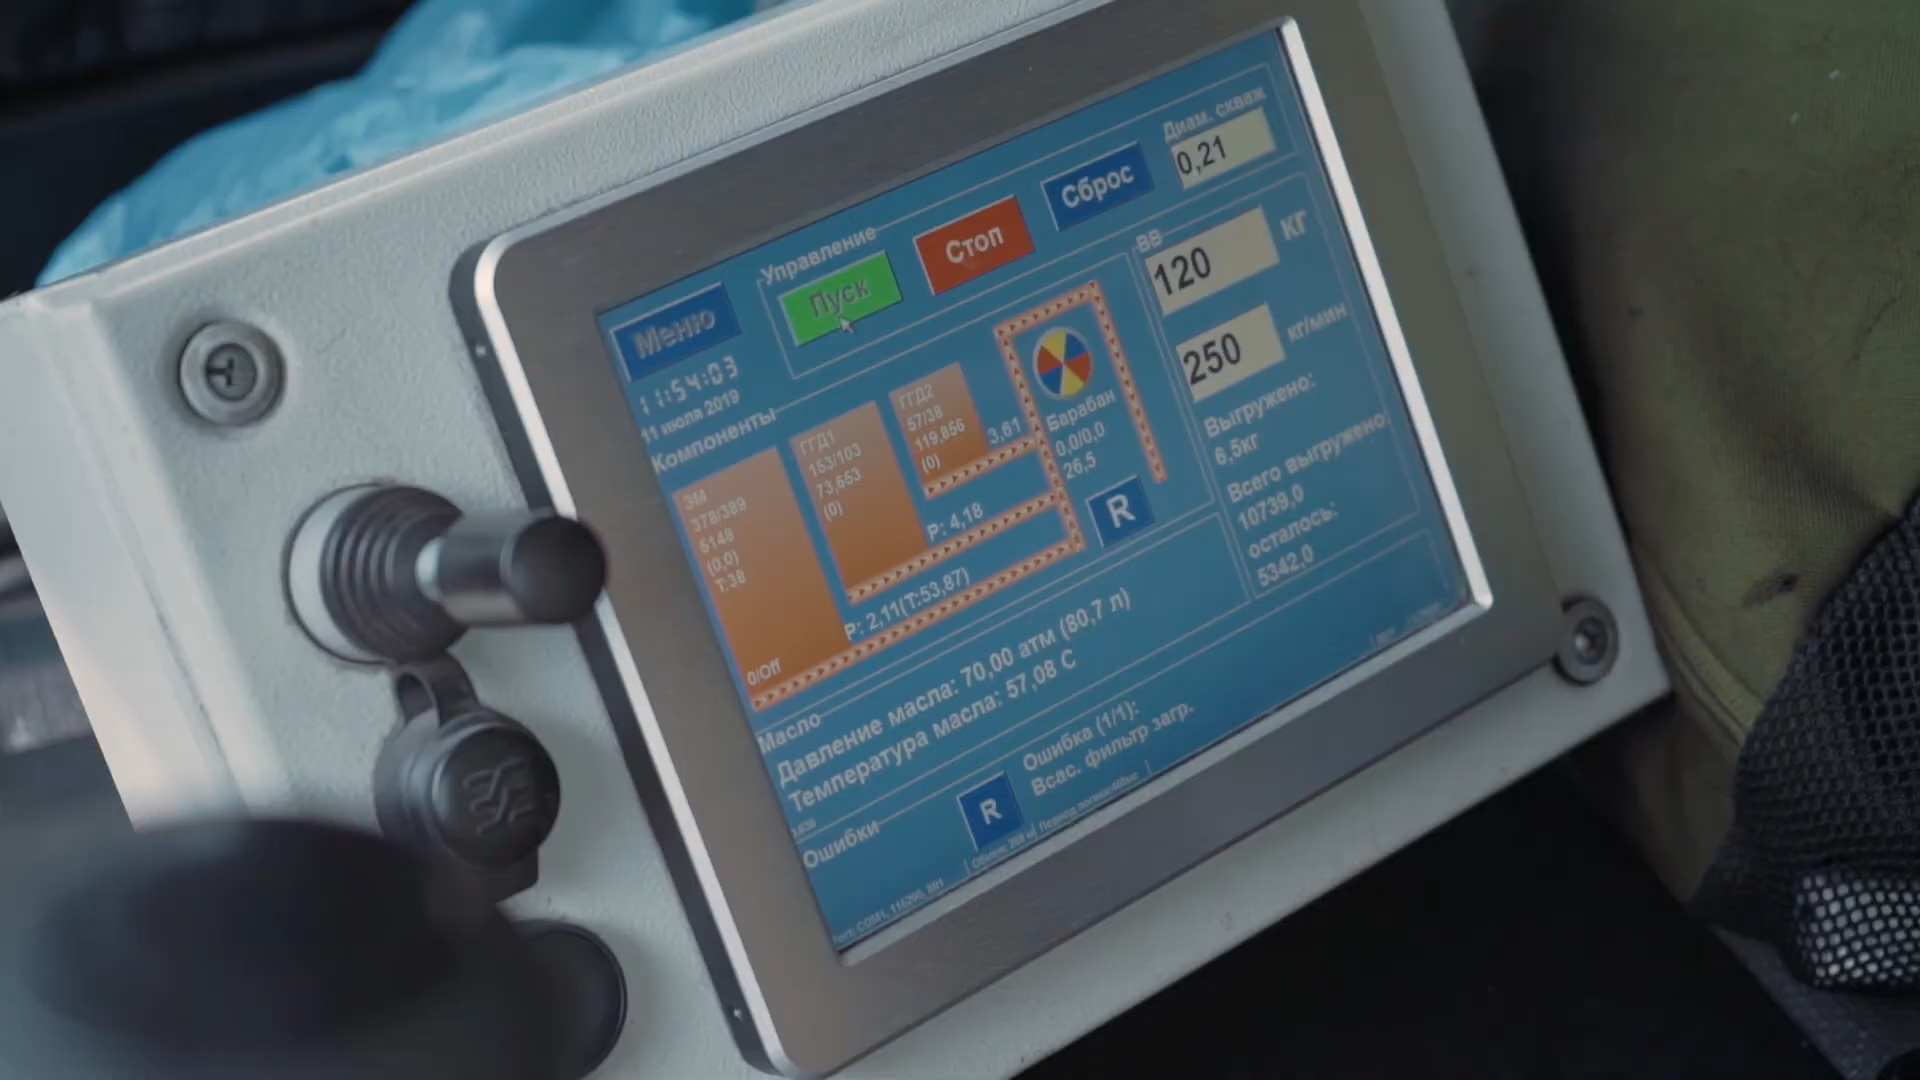 Меню
11:54:03
11 июля 2019
Управление
Пуск
Стоп
Сброс
Диам. скваж
0,21
Компоненты
ЭМ
378/389
5148
(0,0)
T:38
0/Off
ГГД1
153/103
73,653
(0)
ГГД2
57/38
119,856
(0)
3,61
P: 4,18
P: 2,11(T:53,87)
Барабан
0,0/0,0
26,5
R
ВВ
120 кг
250 кг/мин
Выгружено:
6,5кг
Всего выгружено:
10739,0
осталось:
5342,0
Масло
Давление масла: 70,00 атм (80,7 л)
Температура масла: 57,08 C
Ошибки
R
Ошибка (1/1):
Всас. фильтр загр.